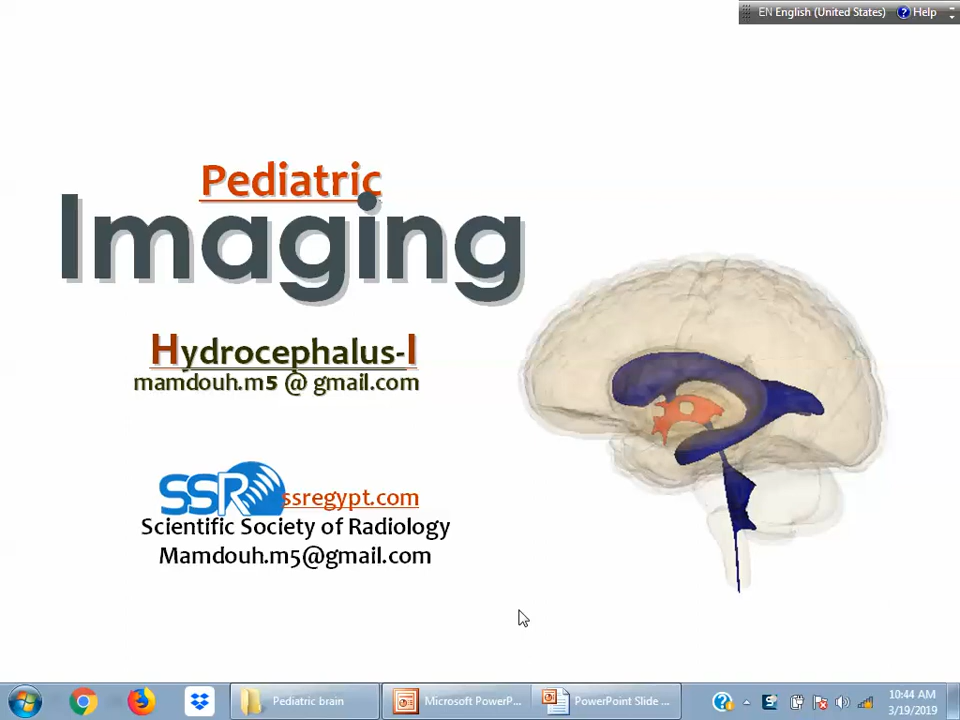 EN English (United States) ? Help
Pediatric
Imaging
Hydrocephalus-I
mamdouh.m5 @ gmail.com
SSR ssregypt.com
Scientific Society of Radiology
Mamdouh.m5@gmail.com
Pediatric brain
Microsoft PowerP...
PowerPoint Slide ...
10:44 AM
3/19/2019